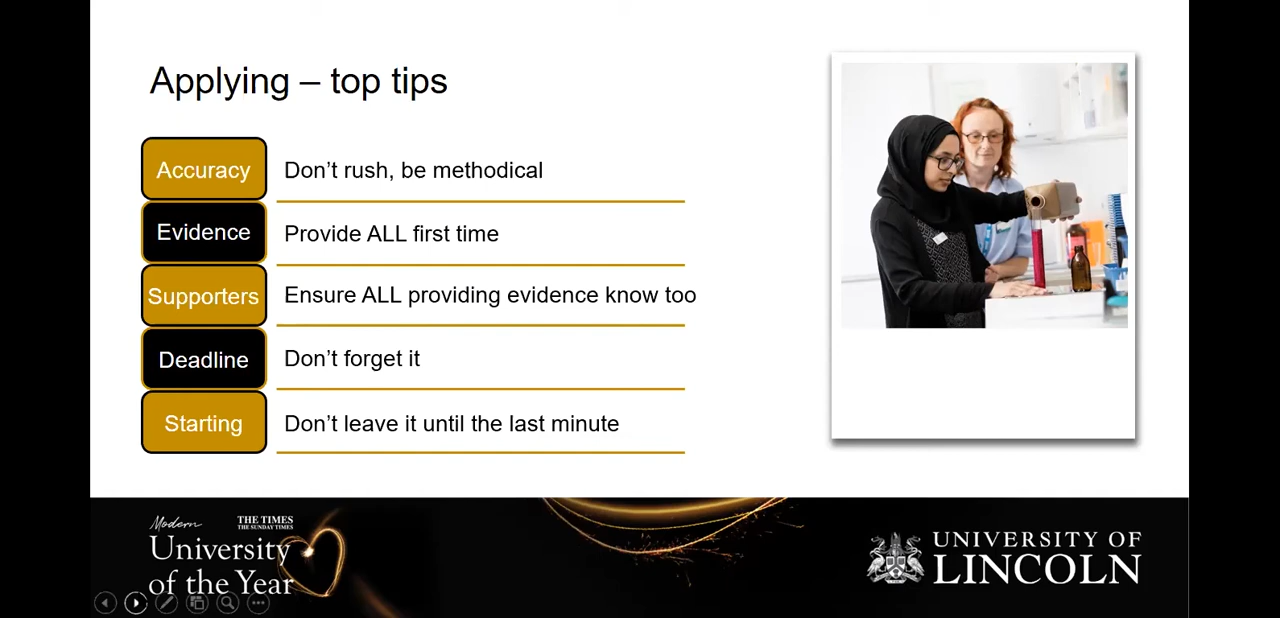 Applying – top tips
Accuracy Don’t rush, be methodical
Evidence Provide ALL first time
Supporters Ensure ALL providing evidence know too
Deadline Don’t forget it
Starting Don’t leave it until the last minute
Modern THE TIMES
THE SUNDAY TIMES
University
of the Year
UNIVERSITY OF
LINCOLN